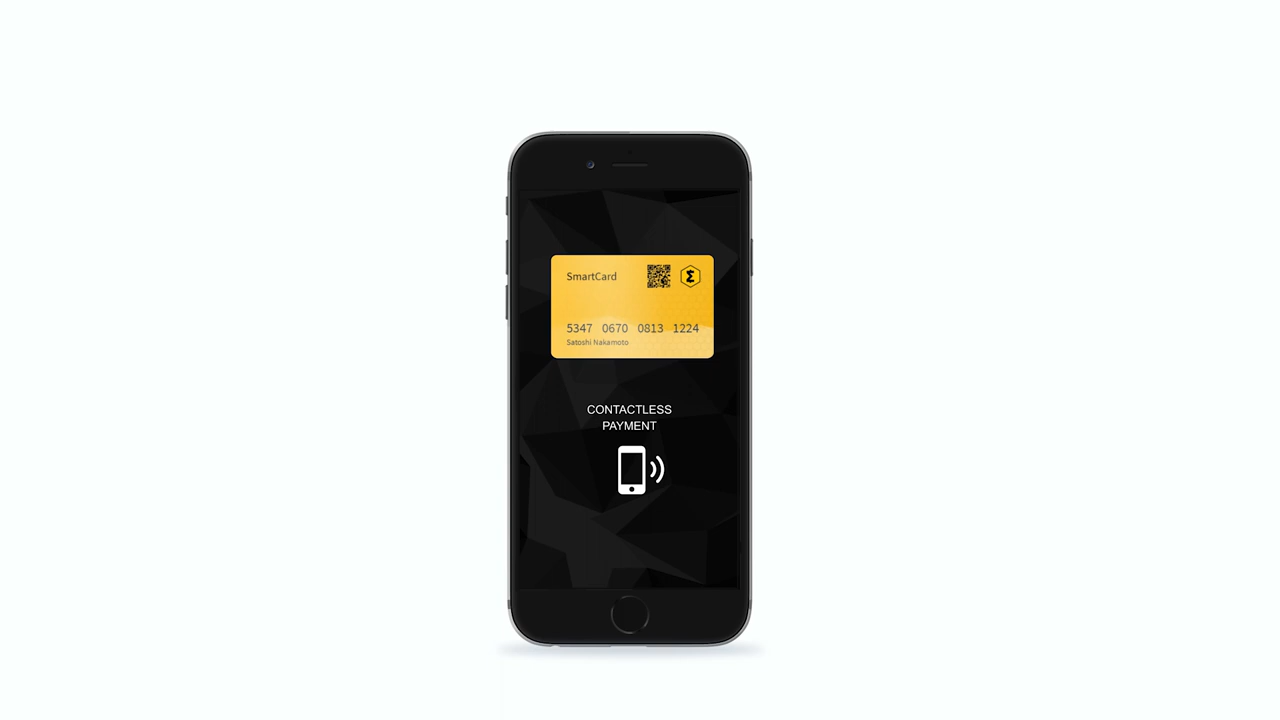 SmartCard
5347 0670 0813 1224
Satoshi Nakamoto
CONTACTLESS
PAYMENT